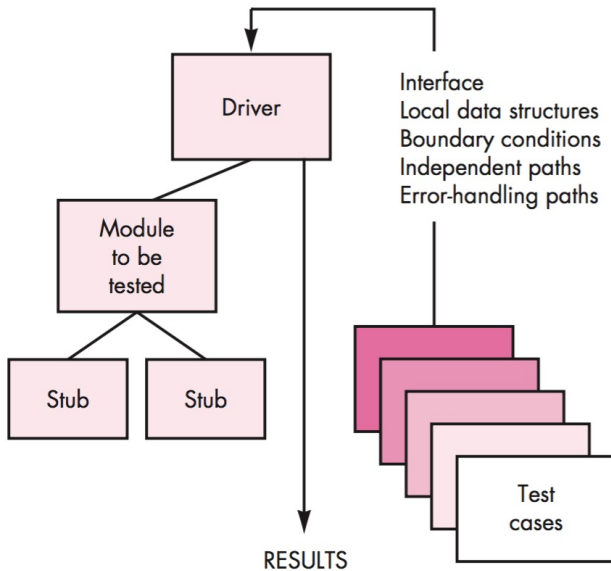 Driver
Interface
Local data structures
Boundary conditions
Independent paths
Error-handling paths
Module
to be
tested
Stub
Stub
Test
cases
RESULTS